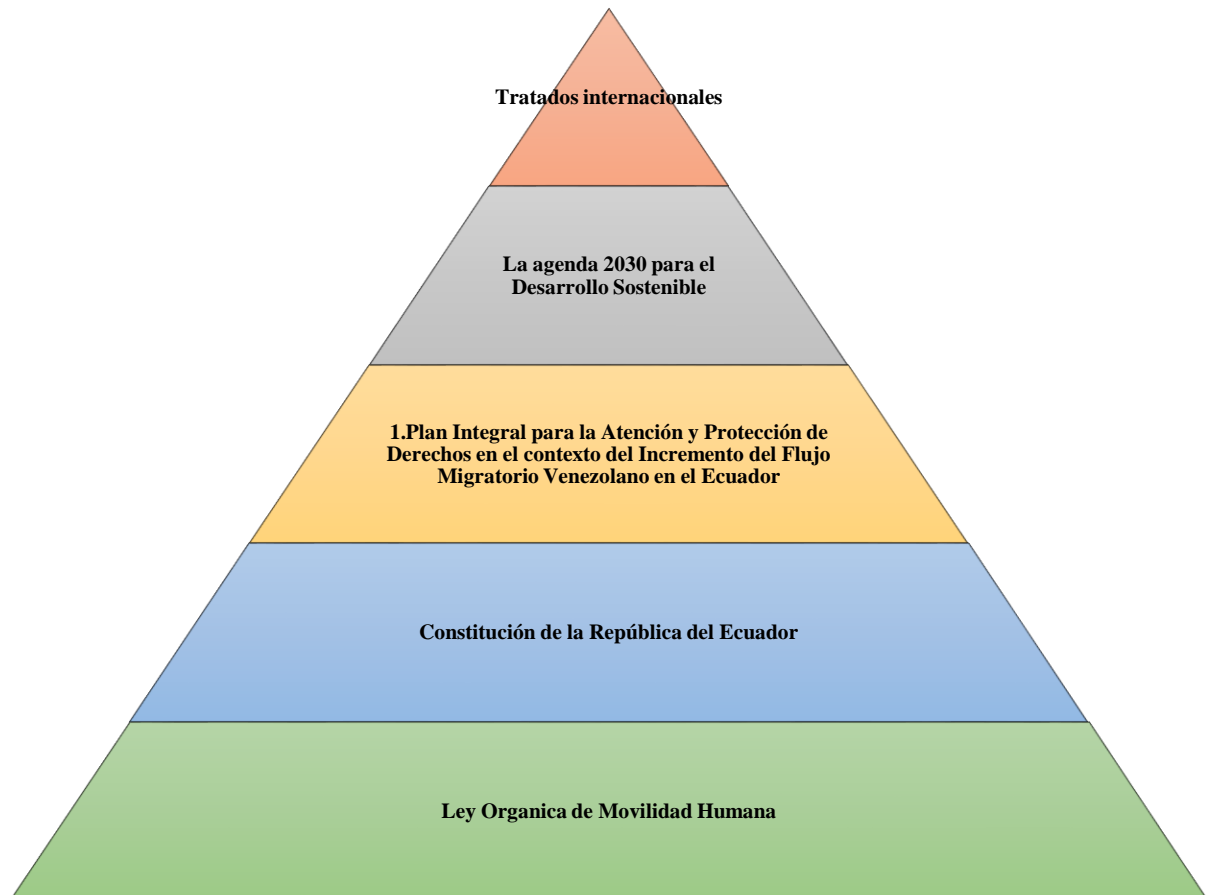 Tratados internacionales
La agenda 2030 para el
Desarrollo Sostenible
1.Plan Integral para la Atención y Protección de
Derechos en el contexto del Incremento del Flujo
Migratorio Venezolano en el Ecuador
Constitución de la República del Ecuador
Ley Organica de Movilidad Humana